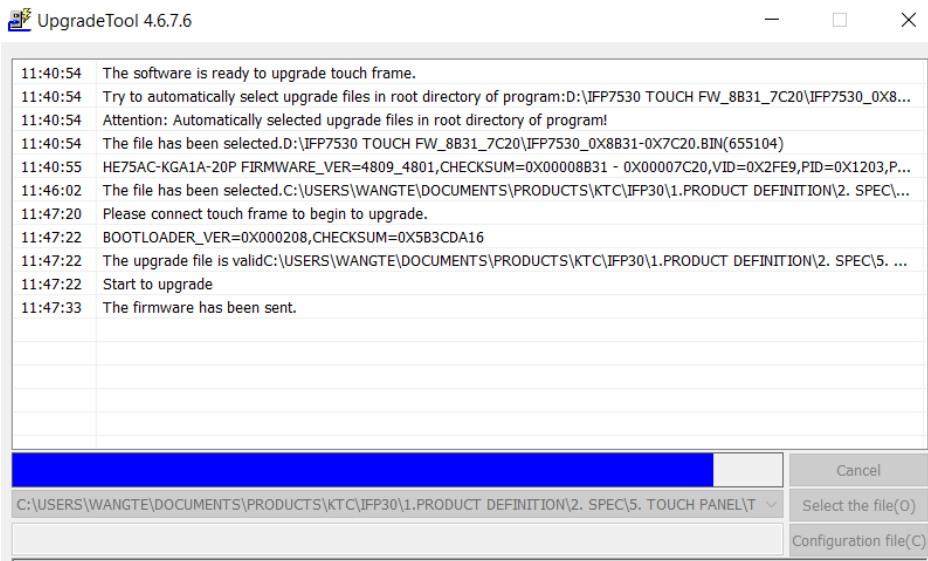 UpgradeTool 4.6.7.6
11:40:54 The software is ready to upgrade touch frame.
11:40:54 Try to automatically select upgrade files in root directory of program:D:\IFP7530 TOUCH FW_8B31_7C20\IFP7530_0X8...
11:40:54 Attention: Automatically selected upgrade files in root directory of program!
11:40:54 The file has been selected.D:\IFP7530 TOUCH FW_8B31_7C20\IFP7530_0X8B31-0X7C20.BIN(655104)
11:40:55 HE75AC-KGA1A-20P FIRMWARE_VER=4809_4801,CHECKSUM=0X00008B31 - 0X00007C20,VID=0X2FE9,PID=0X1203,P...
11:46:02 The file has been selected.C:\USERS\WANGTE\DOCUMENTS\PRODUCTS\KTC\IFP30\1.PRODUCT DEFINITION\2. SPEC\...
11:47:20 Please connect touch frame to begin to upgrade.
11:47:22 BOOTLOADER_VER=0X000208,CHECKSUM=0X5B3CDA16
11:47:22 The upgrade file is validC:\USERS\WANGTE\DOCUMENTS\PRODUCTS\KTC\IFP30\1.PRODUCT DEFINITION\2. SPEC\5. ...
11:47:22 Start to upgrade
11:47:33 The firmware has been sent.
Cancel
C:\USERS\WANGTE\DOCUMENTS\PRODUCTS\KTC\IFP30\1.PRODUCT DEFINITION\2. SPEC\5. TOUCH PANEL\T
Select the file(O)
Configuration file(C)